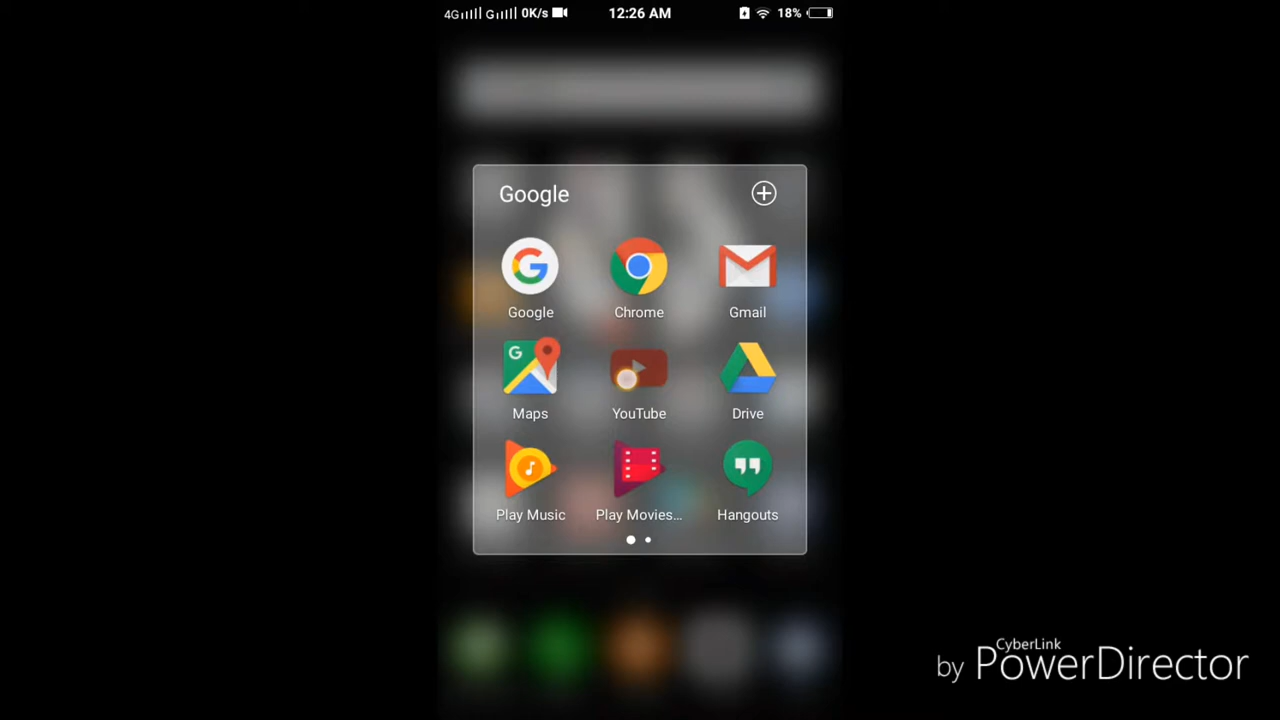 4G G 0K/s 12:26 AM 18%
Google
G
Google Chrome Gmail
G
Maps YouTube Drive
Play Music Play Movies... Hangouts
CyberLink
by PowerDirector